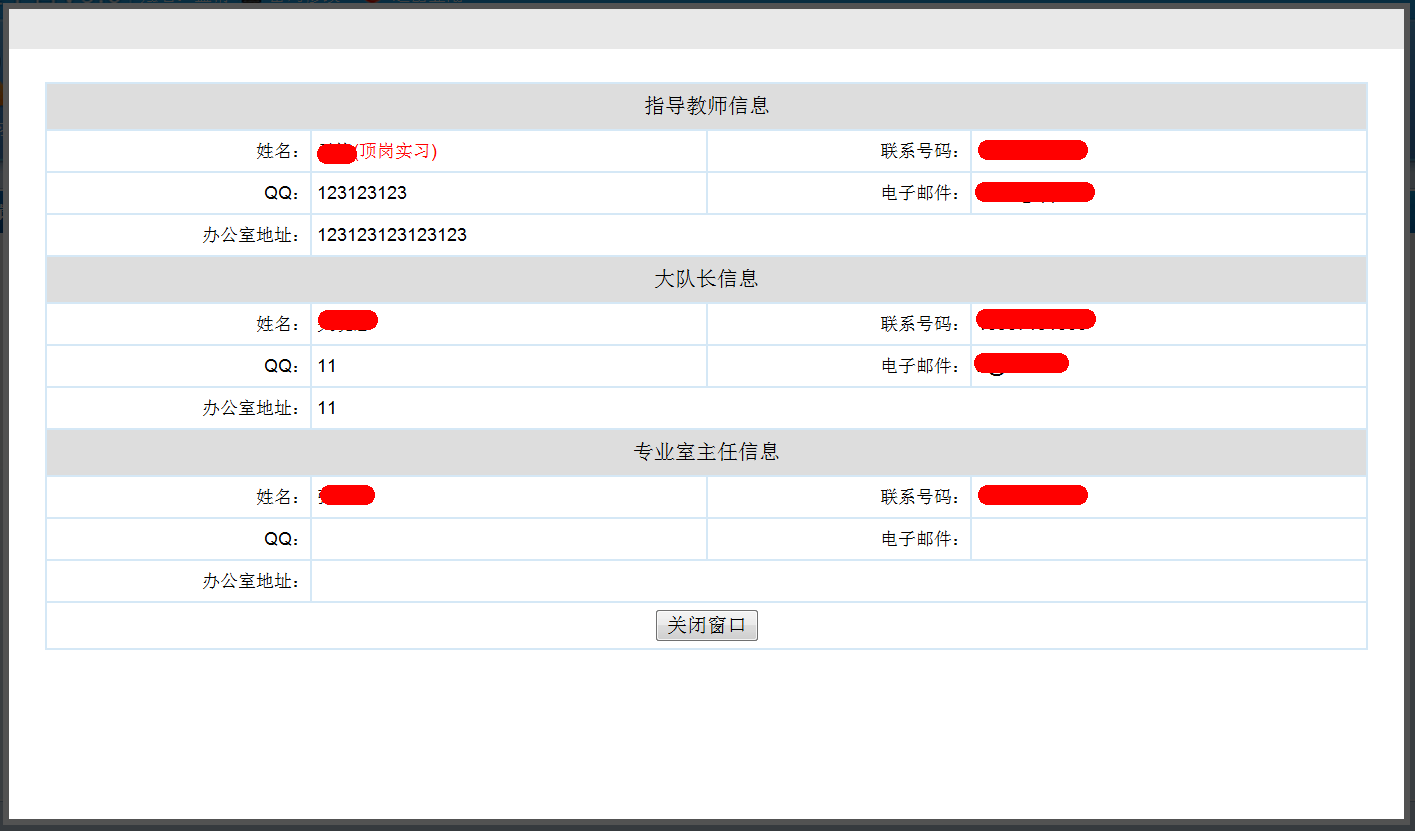 指导教师信息
姓名： (顶岗实习) 联系号码：
QQ： 123123123 电子邮件：
办公室地址： 123123123123123
大队长信息
姓名： 联系号码：
QQ： 11 电子邮件：
办公室地址： 11
专业室主任信息
姓名： 联系号码：
QQ： 电子邮件：
办公室地址：
关闭窗口